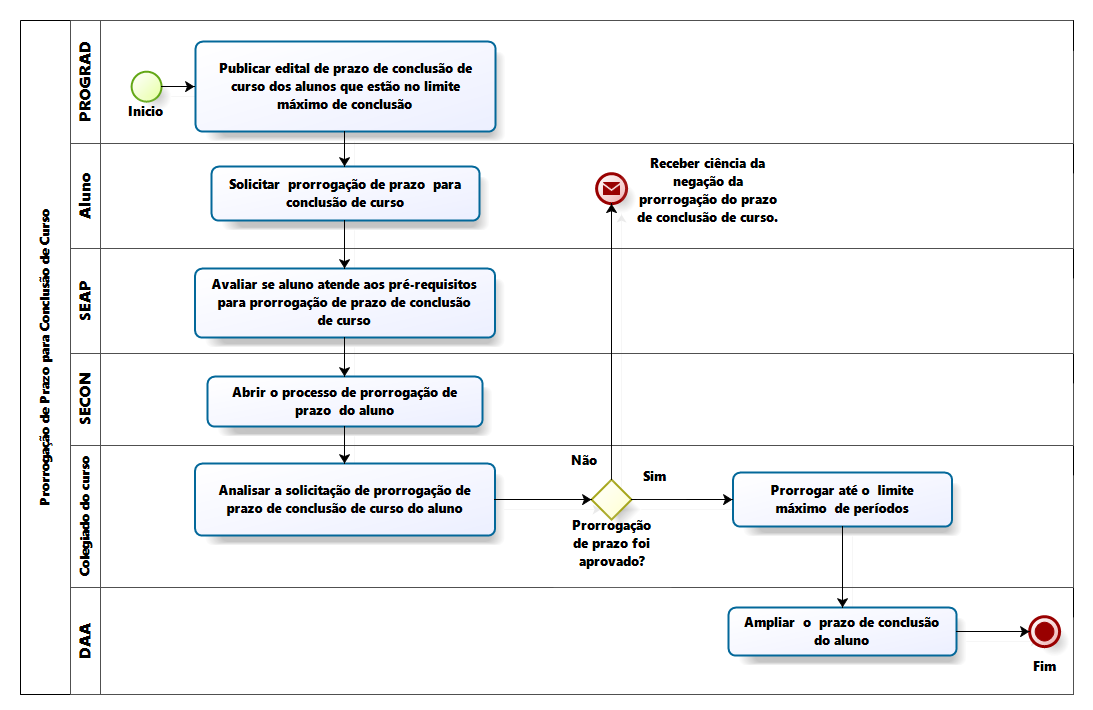 Prorrogação de Prazo para Conclusão de Curso
PROGRAD
Inicio
Publicar edital de prazo de conclusão de
curso dos alunos que estão no limite
máximo de conclusão
Aluno
Solicitar prorrogação de prazo para
conclusão de curso
Receber ciência da
negação da
prorrogação do prazo
de conclusão de curso.
SEAP
Avaliar se aluno atende aos pré-requisitos
para prorrogação de prazo de conclusão
de curso
SECON
Abrir o processo de prorrogação de
prazo do aluno
Colegiado do curso
Analisar a solicitação de prorrogação de
prazo de conclusão de curso do aluno
Não
Sim
Prorrogação
de prazo foi
aprovado?
Prorrogar até o limite
máximo de períodos
DAA
Ampliar o prazo de conclusão
do aluno
Fim